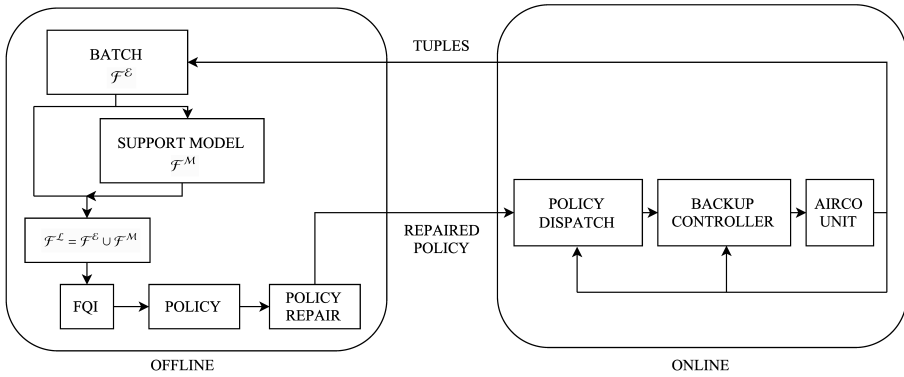 TUPLES
BATCH
ℱ^ℰ
SUPPORT MODEL
ℱ^ℳ
ℱ^ℒ = ℱ^ℰ ∪ ℱ^ℳ
FQI
POLICY
POLICY
REPAIR
OFFLINE
REPAIRED
POLICY
POLICY
DISPATCH
BACKUP
CONTROLLER
AIRCO
UNIT
ONLINE